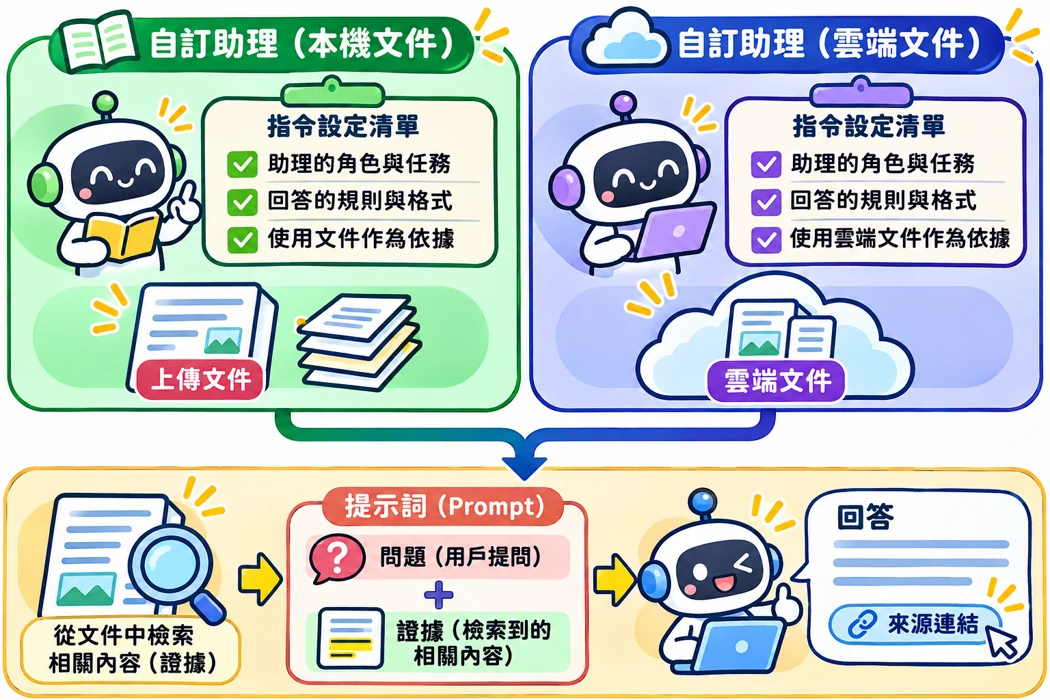 自訂助理（本機文件）
指令設定清單
助理的角色與任務
回答的規則與格式
使用文件作為依據
上傳文件
自訂助理（雲端文件）
指令設定清單
助理的角色與任務
回答的規則與格式
使用雲端文件作為依據
雲端文件
從文件中檢索
相關內容（證據）
提示詞（Prompt）
?
問題（用戶提問）
+
證據（檢索到的
相關內容）
回答
來源連結